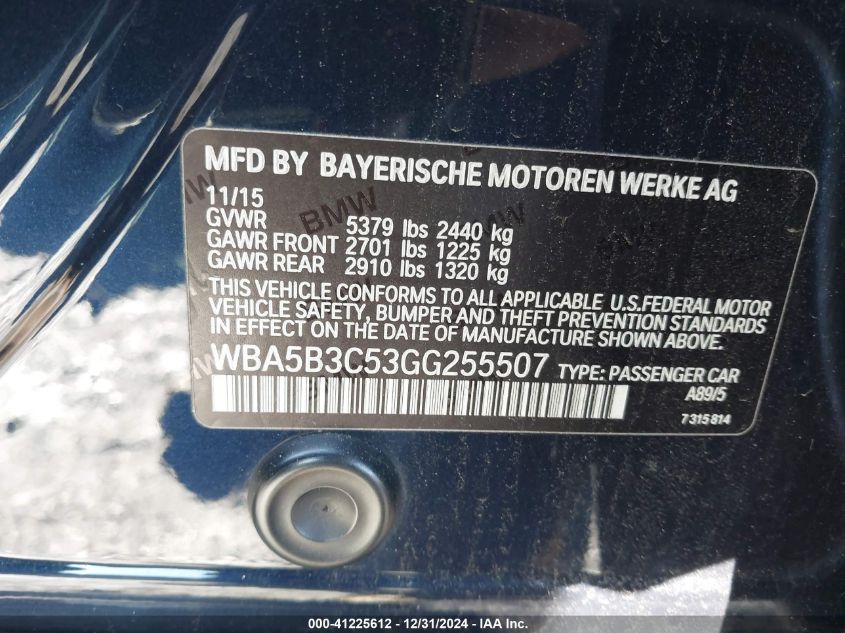 MFD BY BAYERISCHE MOTOREN WERKE AG
11/15
GVWR 5379 lbs 2440 kg
GAWR FRONT 2701 lbs 1225 kg
GAWR REAR 2910 lbs 1320 kg
THIS VEHICLE CONFORMS TO ALL APPLICABLE U.S.FEDERAL MOTOR
VEHICLE SAFETY, BUMPER AND THEFT PREVENTION STANDARDS
IN EFFECT ON THE DATE OF MANUFACTURE SHOWN ABOVE.
WBA5B3C53GG255507 TYPE: PASSENGER CAR
A89/5
7315814
BMW
BMW
BMW
000-41225612 - 12/31/2024 - IAA Inc.